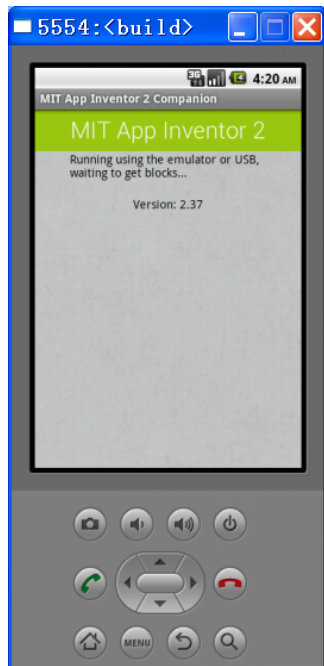 5554:<build>
3G
4:20 AM
MIT App Inventor 2 Companion
MIT App Inventor 2
Running using the emulator or USB,
waiting to get blocks...
Version: 2.37
MENU